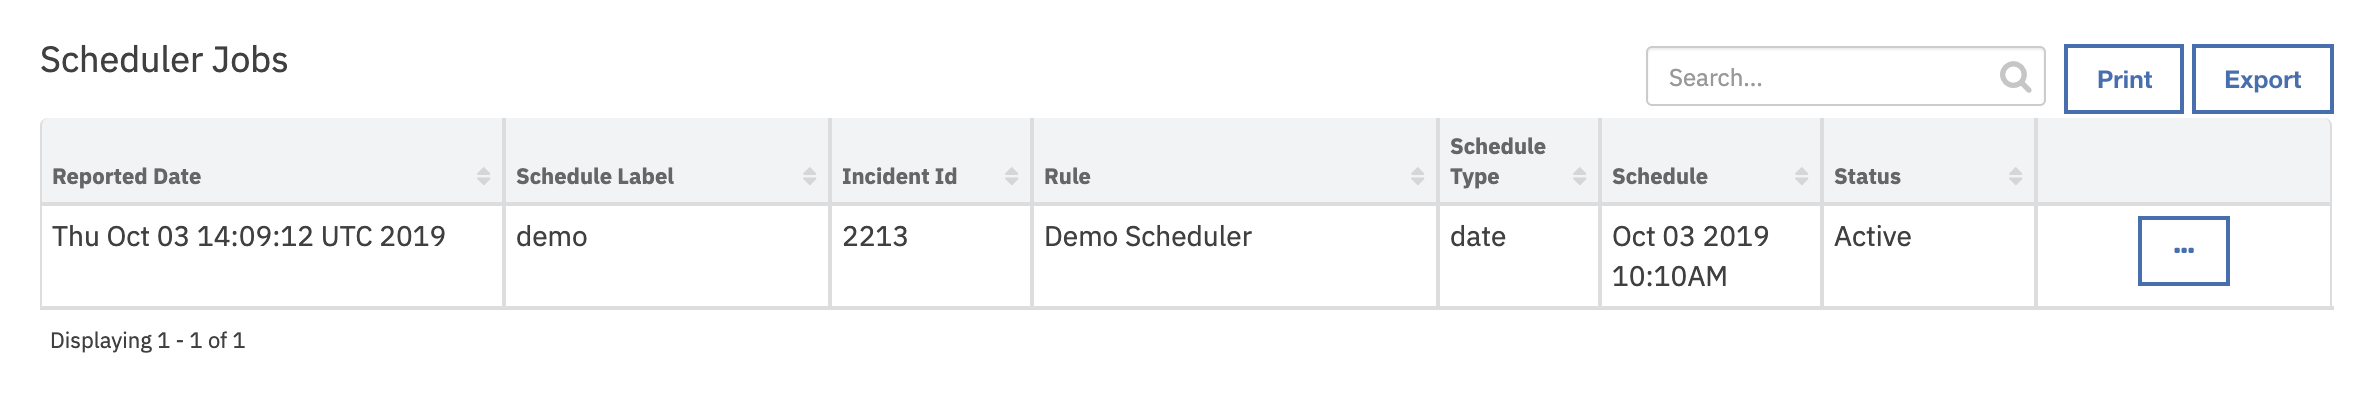 Scheduler Jobs
Search...
Print
Export
Reported Date
Schedule Label
Incident Id
Rule
Schedule
Type
Schedule
Status
Thu Oct 03 14:09:12 UTC 2019
demo
2213
Demo Scheduler
date
Oct 03 2019
10:10AM
Active
...
Displaying 1 - 1 of 1